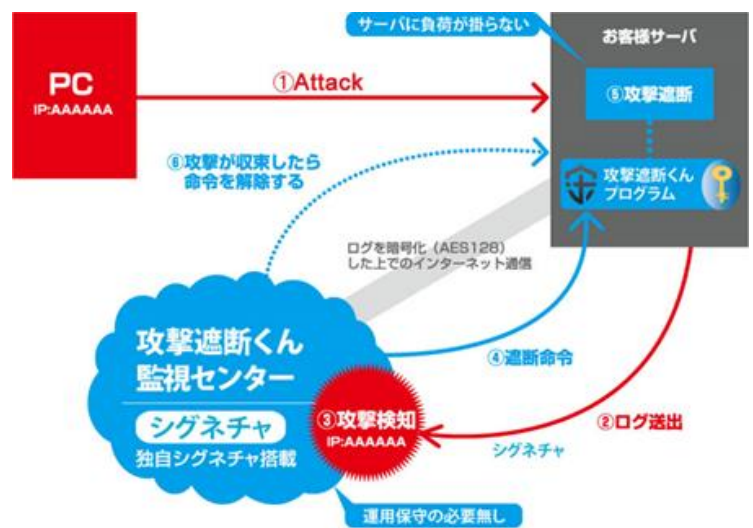 サーバに負荷が掛らない
お客様サーバ
PC
IP:AAAAAA
①Attack
⑤攻撃遮断
⑥攻撃が収束したら
命令を解除する
攻撃遮断くん
プログラム
ログを暗号化（AES128）
した上でのインターネット通信
攻撃遮断くん
監視センター
シグネチャ
独自シグネチャ搭載
③攻撃検知
IP:AAAAAA
④遮断命令
②ログ送出
シグネチャ
運用保守の必要無し